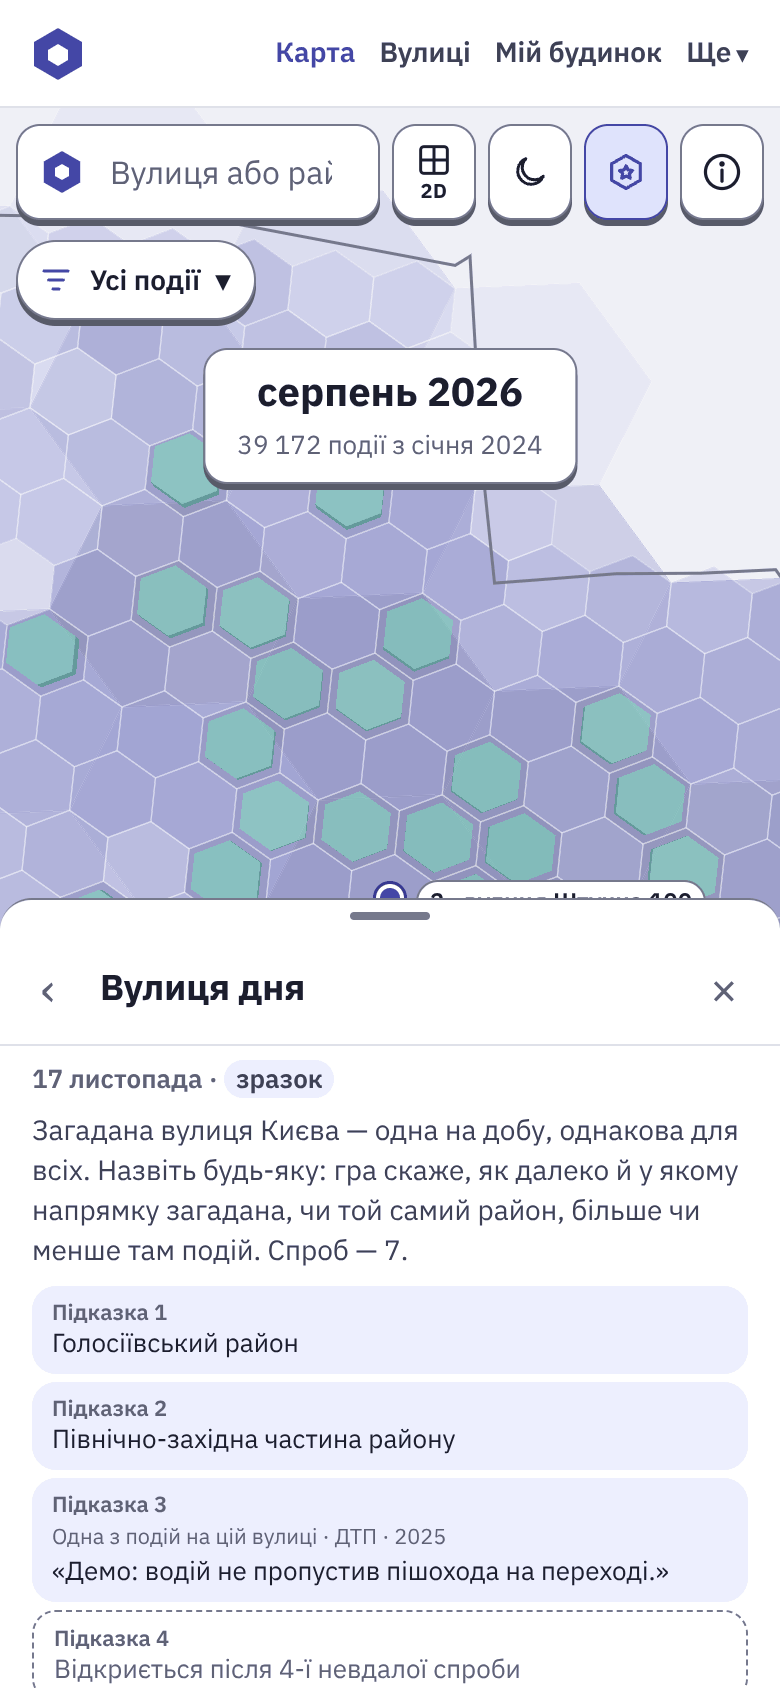 Карта Вулиці Мій будинок Ще ▾
Вулиця або рай
2D
Усі події ▼
серпень 2026
39 172 події з січня 2024
Вулиця дня
17 листопада · зразок
Загадана вулиця Києва — одна на добу, однакова для
всіх. Назвіть будь-яку: гра скаже, як далеко й у якому
напрямку загадана, чи той самий район, більше чи
менше там подій. Спроб — 7.
Підказка 1
Голосіївський район
Підказка 2
Північно-західна частина району
Підказка 3
Одна з подій на цій вулиці · ДТП · 2025
«Демо: водій не пропустив пішохода на переході.»
Підказка 4
Відкриється після 4-ї невдалої спроби